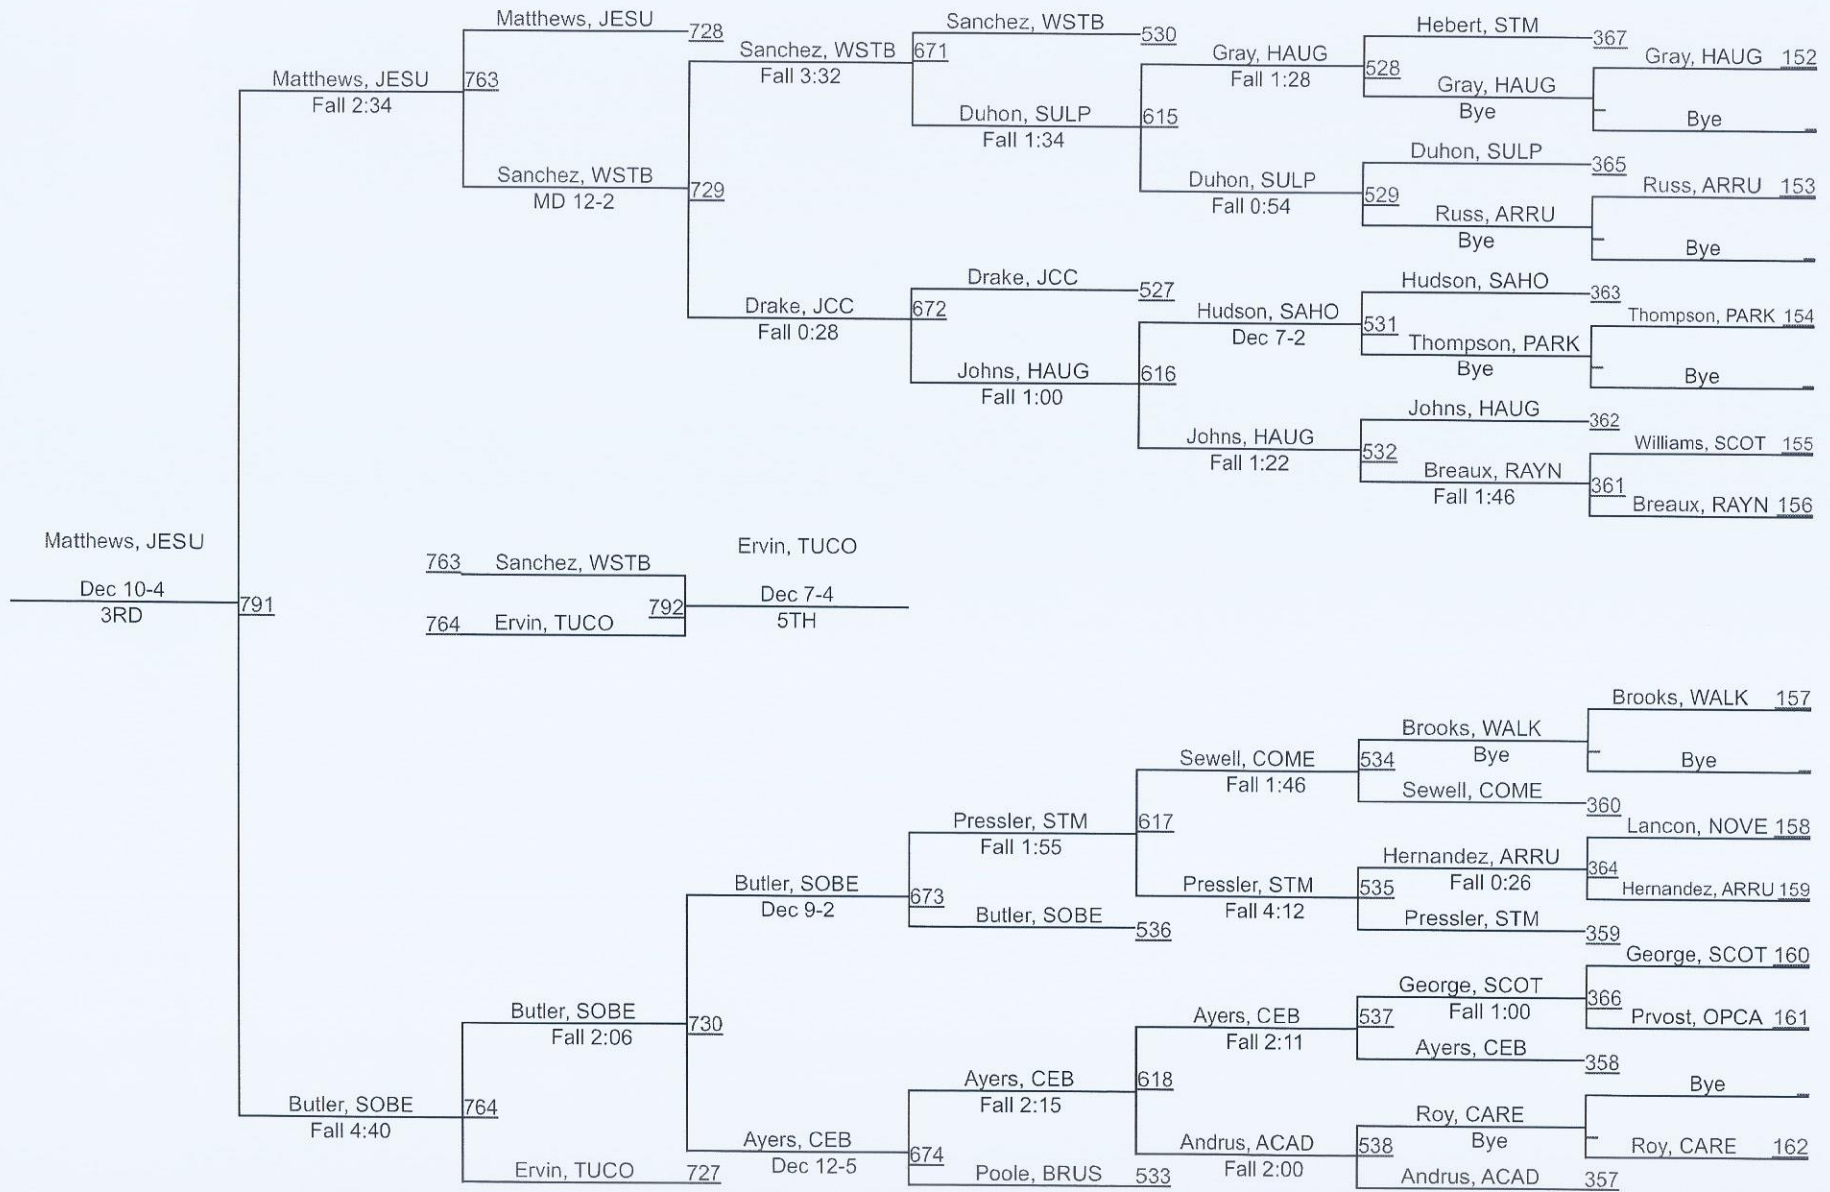 Matthews, JESU
728
Sanchez, WSTB
530
Hebert, STM
367
Gray, HAUG 152
Sanchez, WSTB
Fall 3:32
671
Gray, HAUG
Fall 1:28
528
Gray, HAUG
Bye
Bye
Matthews, JESU
Fall 2:34
763
Duhon, SULP
Fall 1:34
615
Duhon, SULP
365
Russ, ARRU 153
Sanchez, WSTB
MD 12-2
729
Duhon, SULP
Fall 0:54
529
Russ, ARRU
Bye
Bye
Drake, JCC
527
Hudson, SAHO
363
Thompson, PARK 154
Drake, JCC
Fall 0:28
672
Hudson, SAHO
Dec 7-2
531
Thompson, PARK
Bye
Bye
Johns, HAUG
Fall 1:00
616
Johns, HAUG
362
Williams, SCOT 155
Johns, HAUG
Fall 1:22
532
Breaux, RAYN
Fall 1:46
361
Breaux, RAYN 156
Matthews, JESU
Dec 10-4
3RD
791
763 Sanchez, WSTB
764 Ervin, TUCO
792
Ervin, TUCO
Dec 7-4
5TH
Brooks, WALK 157
Brooks, WALK
Bye
Bye
Sewell, COME
Fall 1:46
534
Sewell, COME
360
Lancon, NOVE 158
Pressler, STM
Fall 1:55
617
Hernandez, ARRU
Fall 0:26
364
Hernandez, ARRU 159
Butler, SOBE
Dec 9-2
673
Pressler, STM
Fall 4:12
535
Pressler, STM
359
Butler, SOBE
536
George, SCOT 160
George, SCOT
Fall 1:00
366
Prvost, OPCA 161
Butler, SOBE
Fall 2:06
730
Ayers, CEB
Fall 2:11
537
Ayers, CEB
358
Ayers, CEB
Fall 2:15
618
Bye
Butler, SOBE
Fall 4:40
764
Roy, CARE
Bye
Roy, CARE 162
Ayers, CEB
Dec 12-5
674
Andrus, ACAD
Fall 2:00
538
Ervin, TUCO
727
Poole, BRUS
533
Andrus, ACAD
357